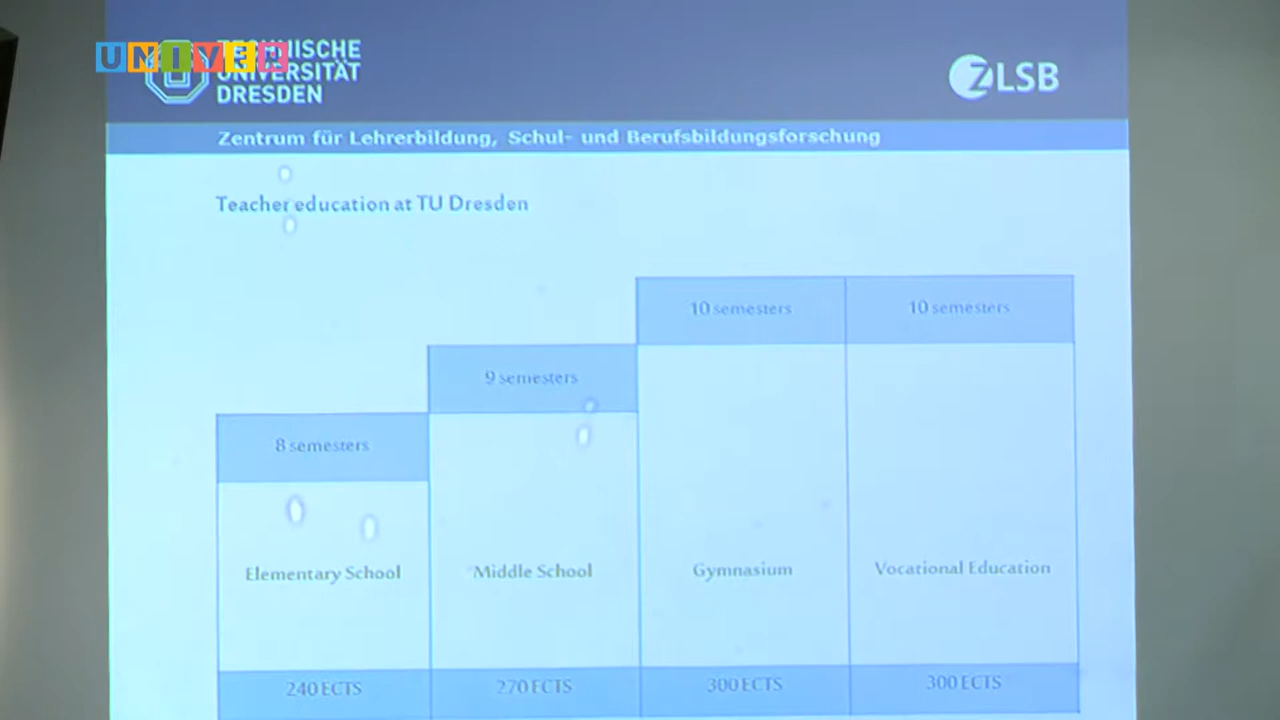 UNIVER
TECHNISCHE
UNIVERSITÄT
DRESDEN
ZLSB
Zentrum für Lehrerbildung, Schul- und Berufsbildungsforschung
Teacher education at TU Dresden
10 semesters
10 semesters
9 semesters
8 semesters
Elementary School
Middle School
Gymnasium
Vocational Education
240 ECTS
270 ECTS
300 ECTS
300 ECTS